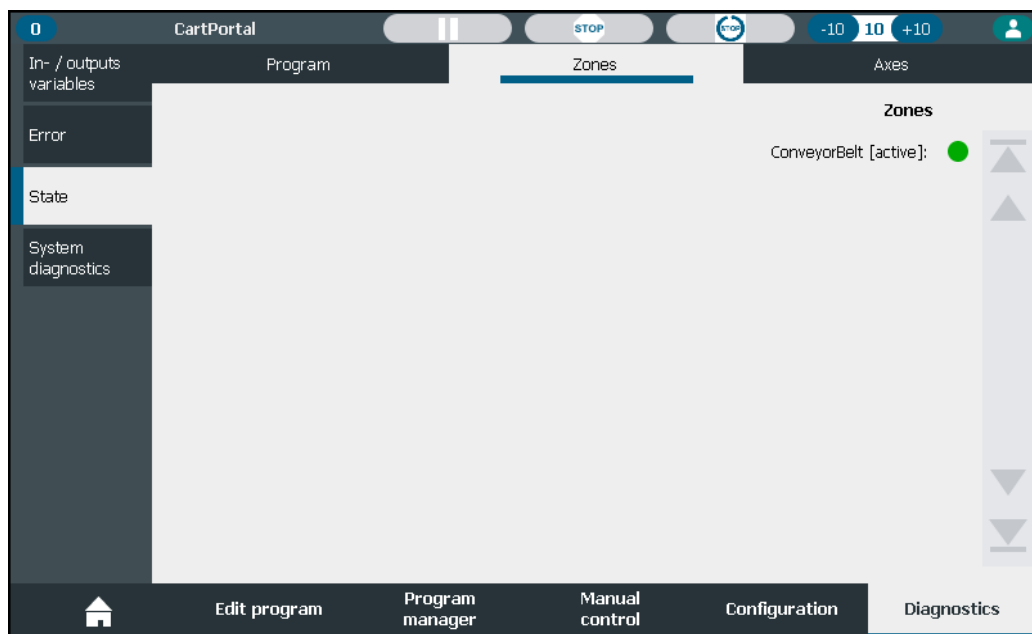 0
CartPortal
STOP
STOP
-10 10 +10
In- / outputs
variables
Error
State
System
diagnostics
Program
Zones
Axes
Zones
ConveyorBelt [active]:
Edit program
Program
manager
Manual
control
Configuration
Diagnostics